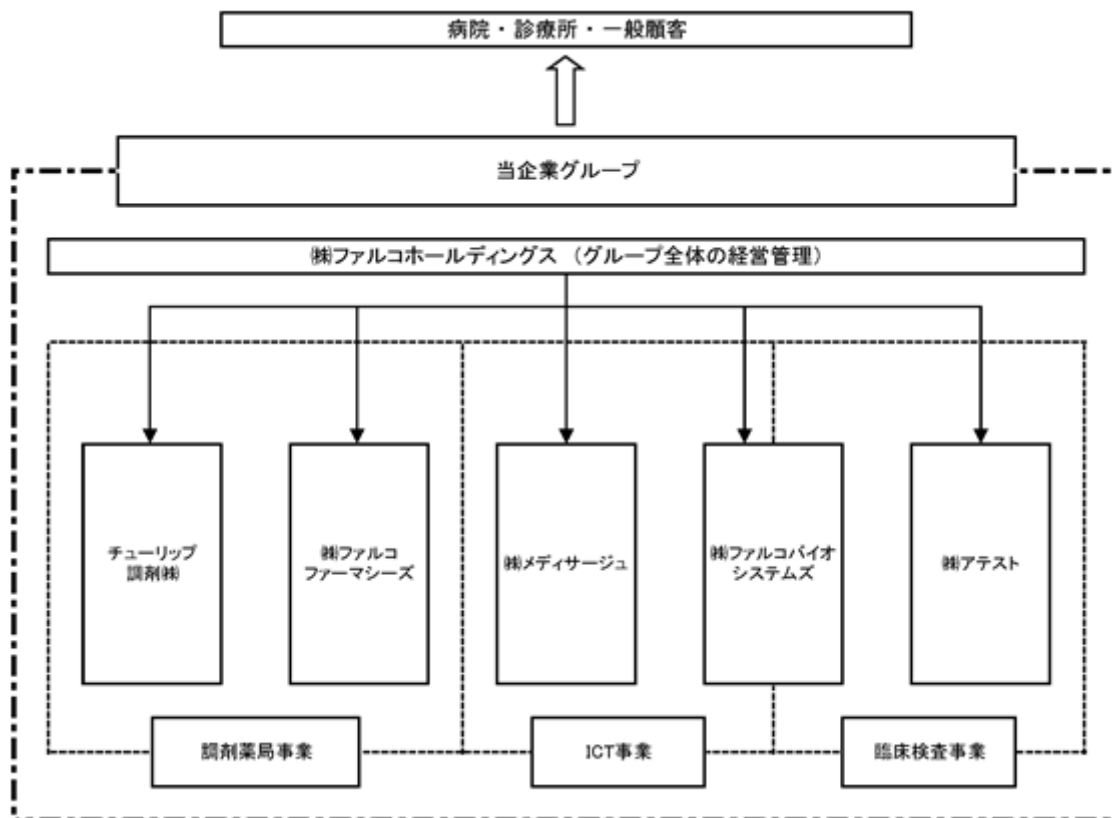 病院・診療所・一般顧客
当企業グループ
㈱ファルコホールディングス （グループ全体の経営管理）
チューリップ
調剤㈱
㈱ファルコ
ファーマシーズ
㈱メディサージュ
㈱ファルコバイオ
システムズ
㈱アテスト
調剤薬局事業
ICT事業
臨床検査事業